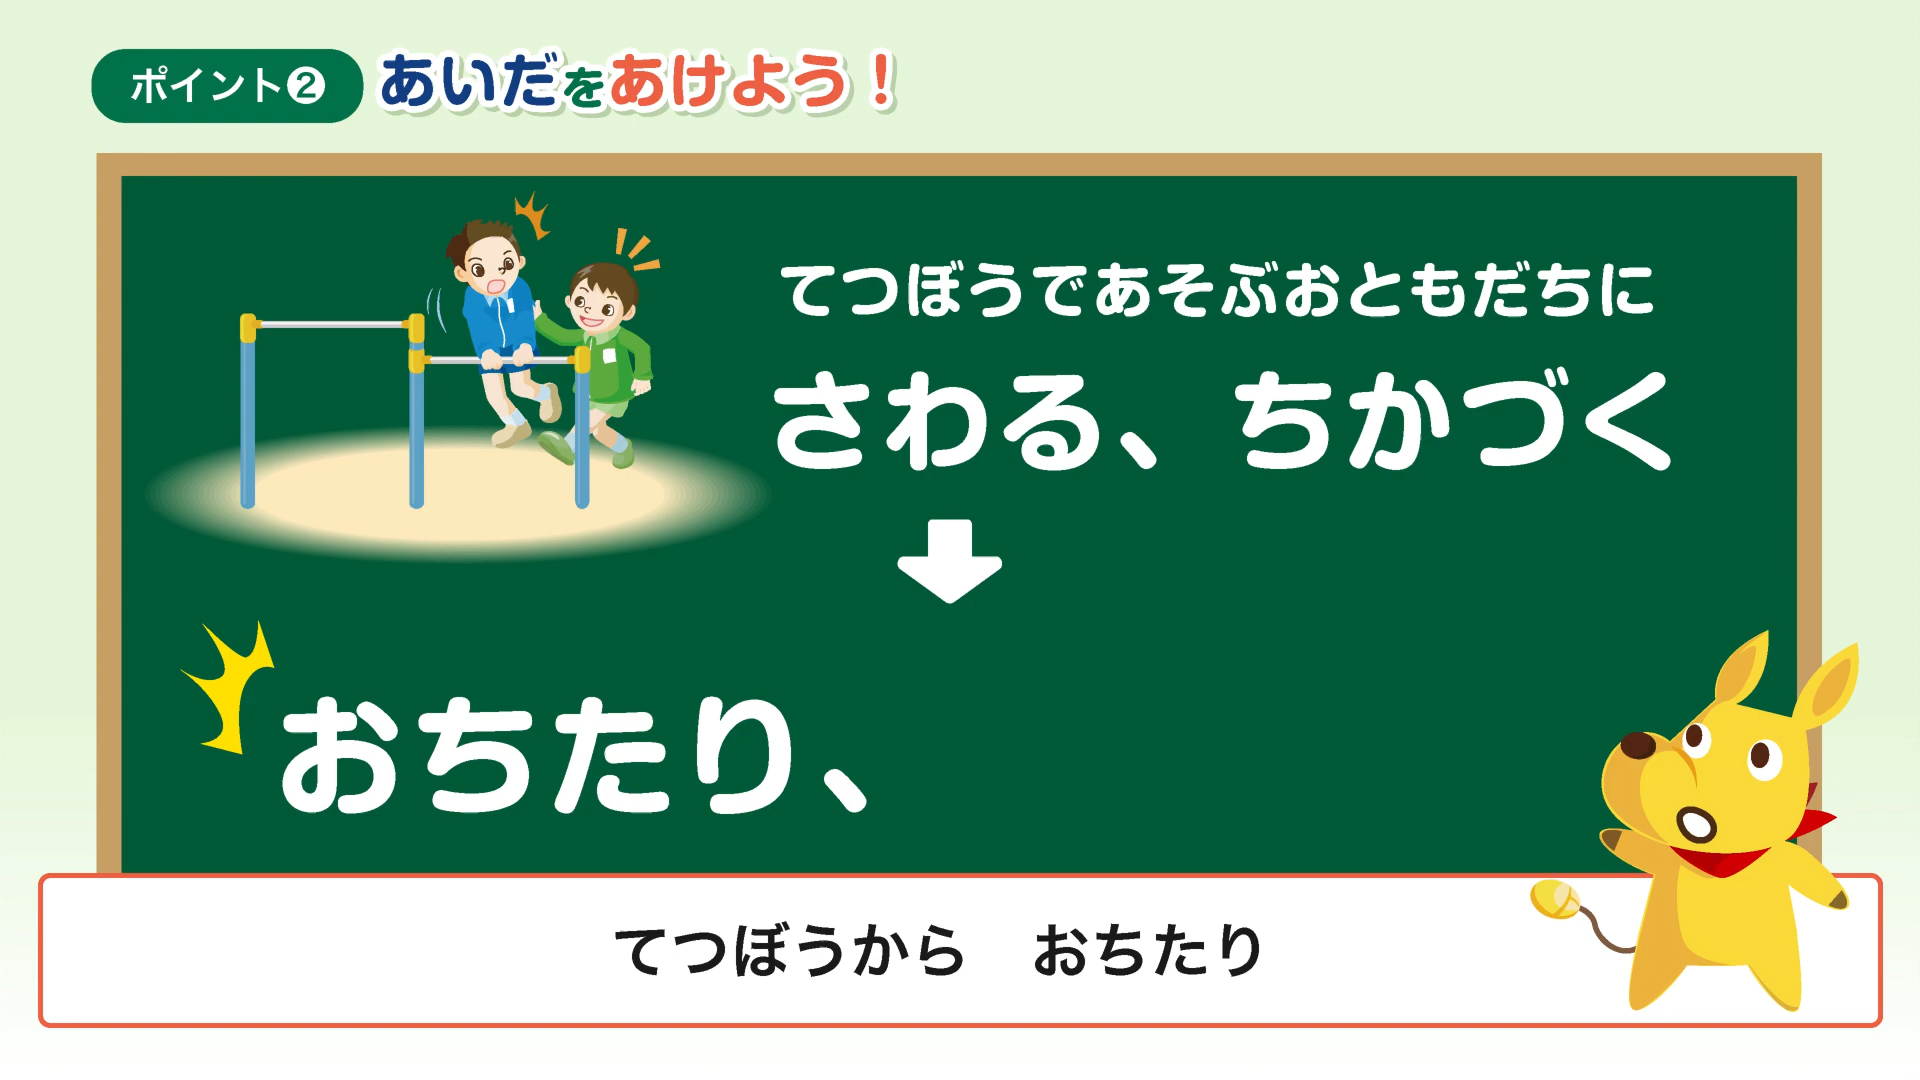 ポイント❷ あいだをあけよう！
てつぼうであそぶおともだちに
さわる、ちかづく
おちたり、
てつぼうから　おちたり